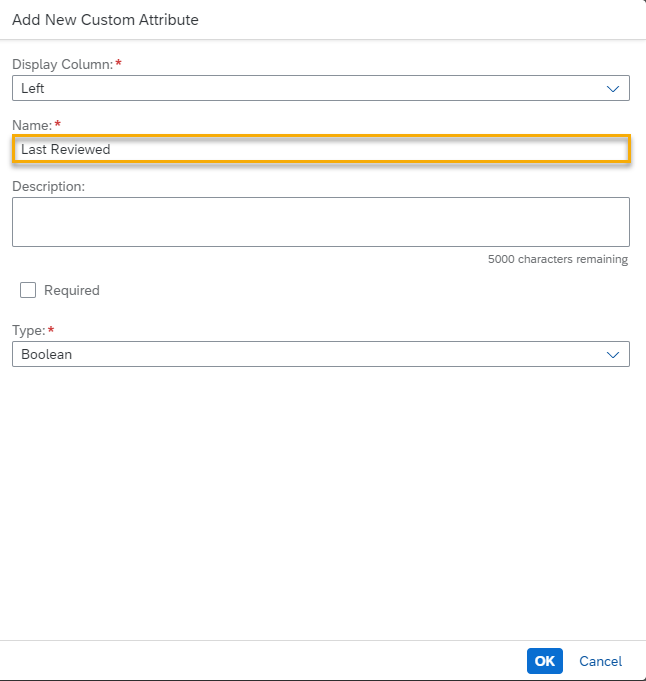 Add New Custom Attribute
Display Column:*
Left
Name:*
Last Reviewed
Description:
5000 characters remaining
Required
Type:*
Boolean
OK Cancel